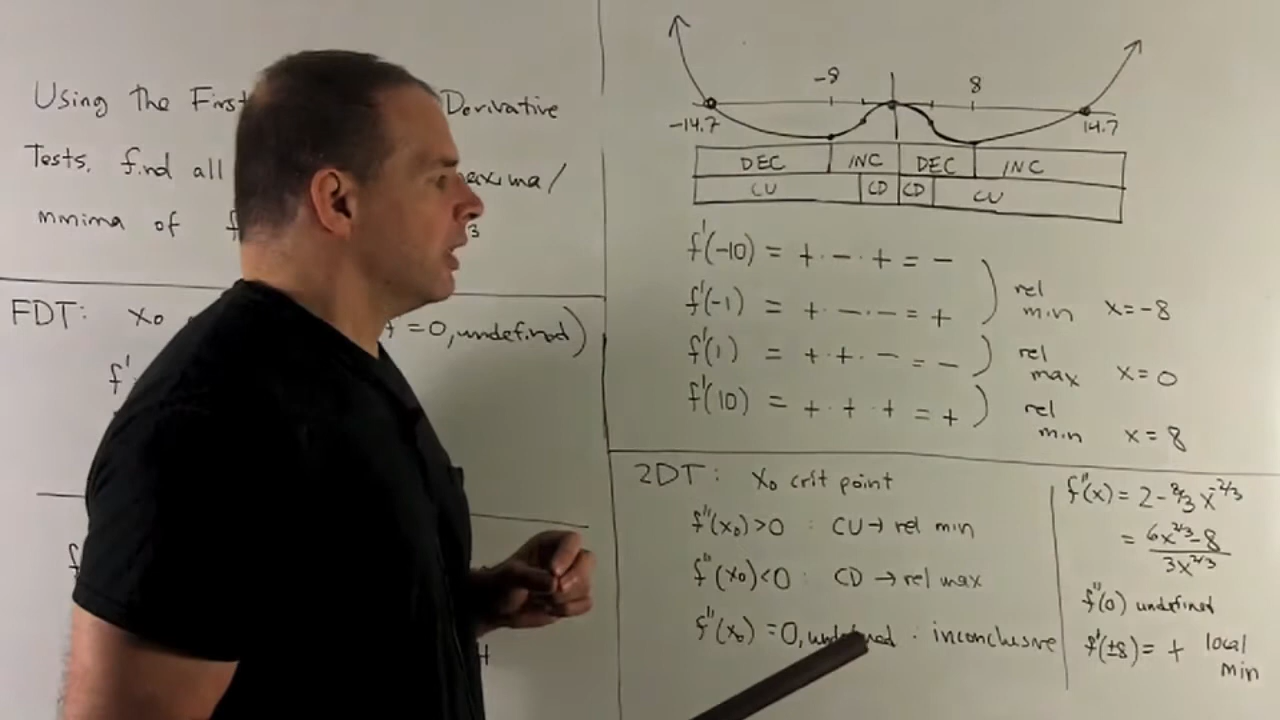 Using the First Derivative
Tests, find all maxima/
minima of f 3
FDT: x₀ = 0, undefined)
f'
f
-8 8
-14.7 14.7
DEC INC DEC INC
CU CD CD CU
f'(-10) = + · - · + = -
f'(-1) = + · - · - = +
rel min x = -8
f'(1) = + · + · - = -
rel max x = 0
f'(10) = + · + · + = +
rel min x = 8
2DT: x₀ crit point
f''(x₀) > 0 : CU → rel min
f''(x₀) < 0 : CD → rel max
f''(x₀) = 0, undefined : inconclusive
f''(x) = 2 - 8/3 x^-2/3
= 6x^2/3 - 8 / 3x^2/3
f''(0) undefined
f'(±8) = + local min